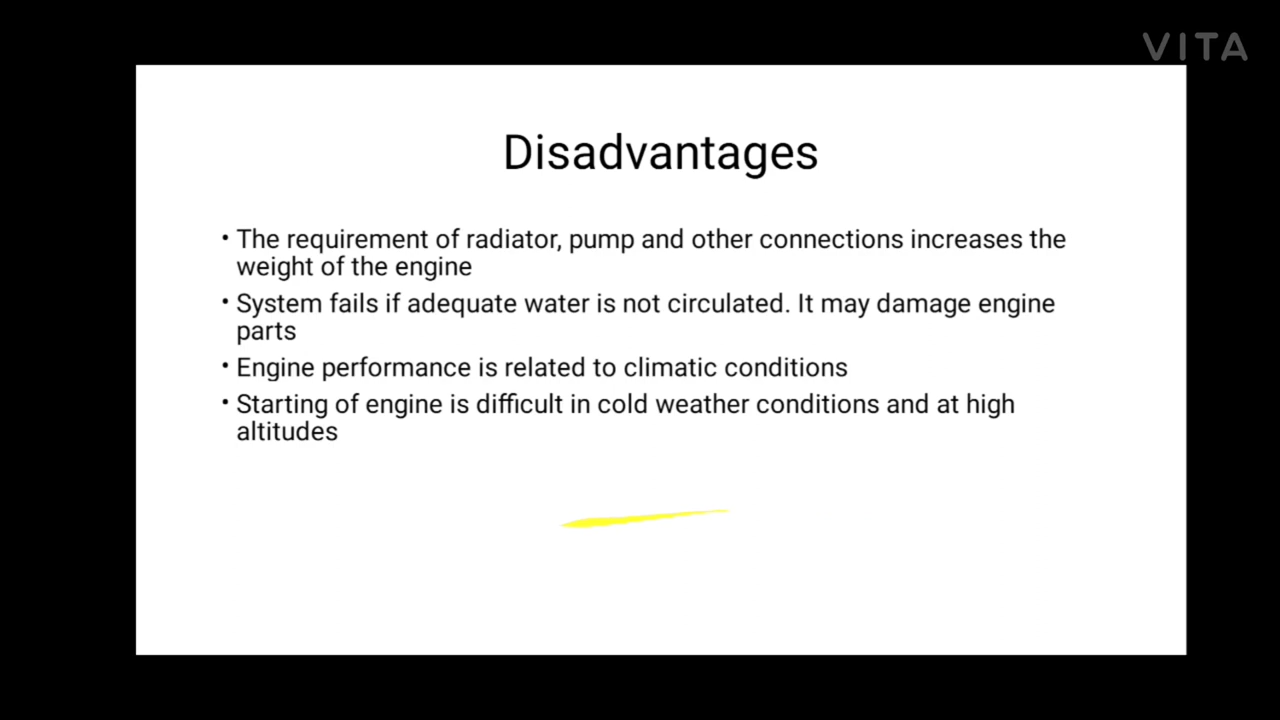 VITA
Disadvantages
• The requirement of radiator, pump and other connections increases the
weight of the engine
• System fails if adequate water is not circulated. It may damage engine
parts
• Engine performance is related to climatic conditions
• Starting of engine is difficult in cold weather conditions and at high
altitudes